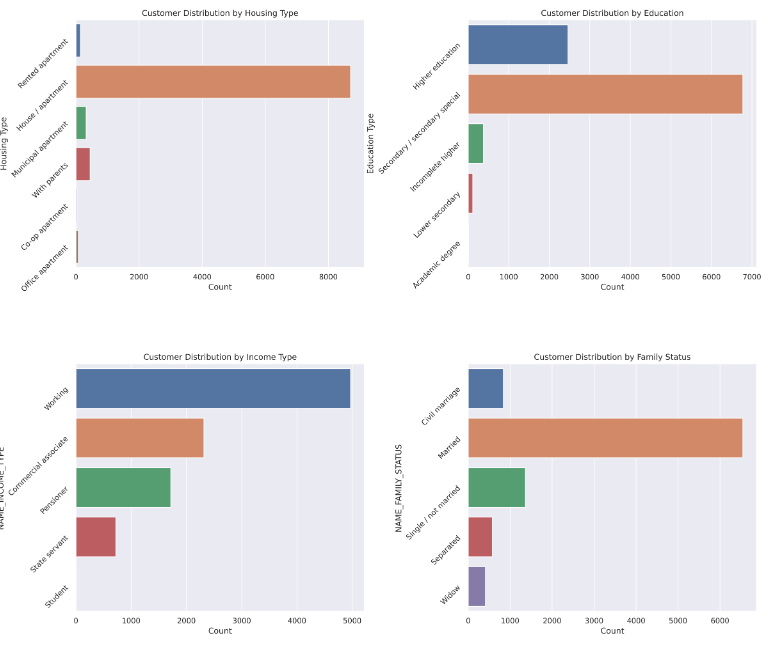 Customer Distribution by Housing Type
Housing Type
Rented apartment
House / apartment
Municipal apartment
With parents
Co-op apartment
Office apartment
0 2000 4000 6000 8000
Count
Customer Distribution by Education
Education Type
Higher education
Secondary / secondary special
Incomplete higher
Lower secondary
Academic degree
0 1000 2000 3000 4000 5000 6000 7000
Count
Customer Distribution by Income Type
NAME_INCOME_TYPE
Working
Commercial associate
Pensioner
State servant
Student
0 1000 2000 3000 4000 5000
Count
Customer Distribution by Family Status
NAME_FAMILY_STATUS
Civil marriage
Married
Single / not married
Separated
Widow
0 1000 2000 3000 4000 5000 6000
Count